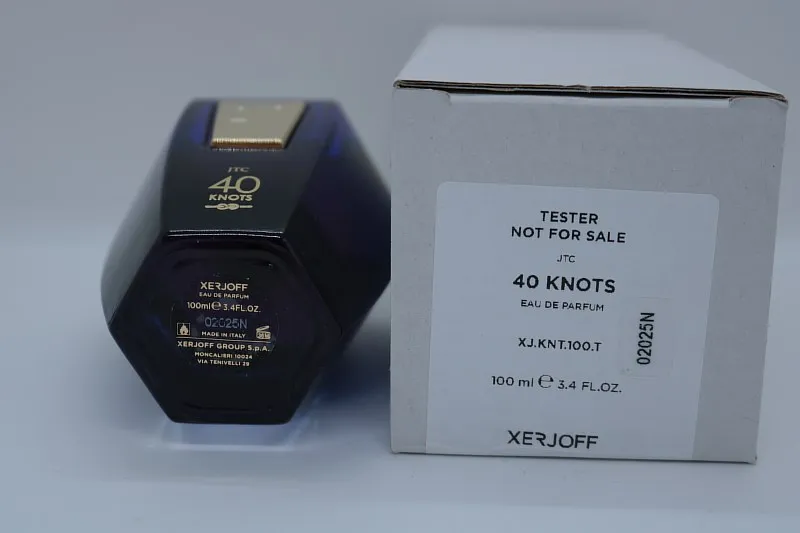 JTC
40
KNOTS
XERJOFF
EAU DE PARFUM
100ml e 3.4FL.OZ.
02025N
MADE IN ITALY
XERJOFF GROUP S.p.A.
MONCALIERI 10024
VIA TENIVELLI 29
TESTER
NOT FOR SALE
JTC
40 KNOTS
EAU DE PARFUM
XJ.KNT.100.T
02025N
100 ml e 3.4 FL.OZ.
XERJOFF